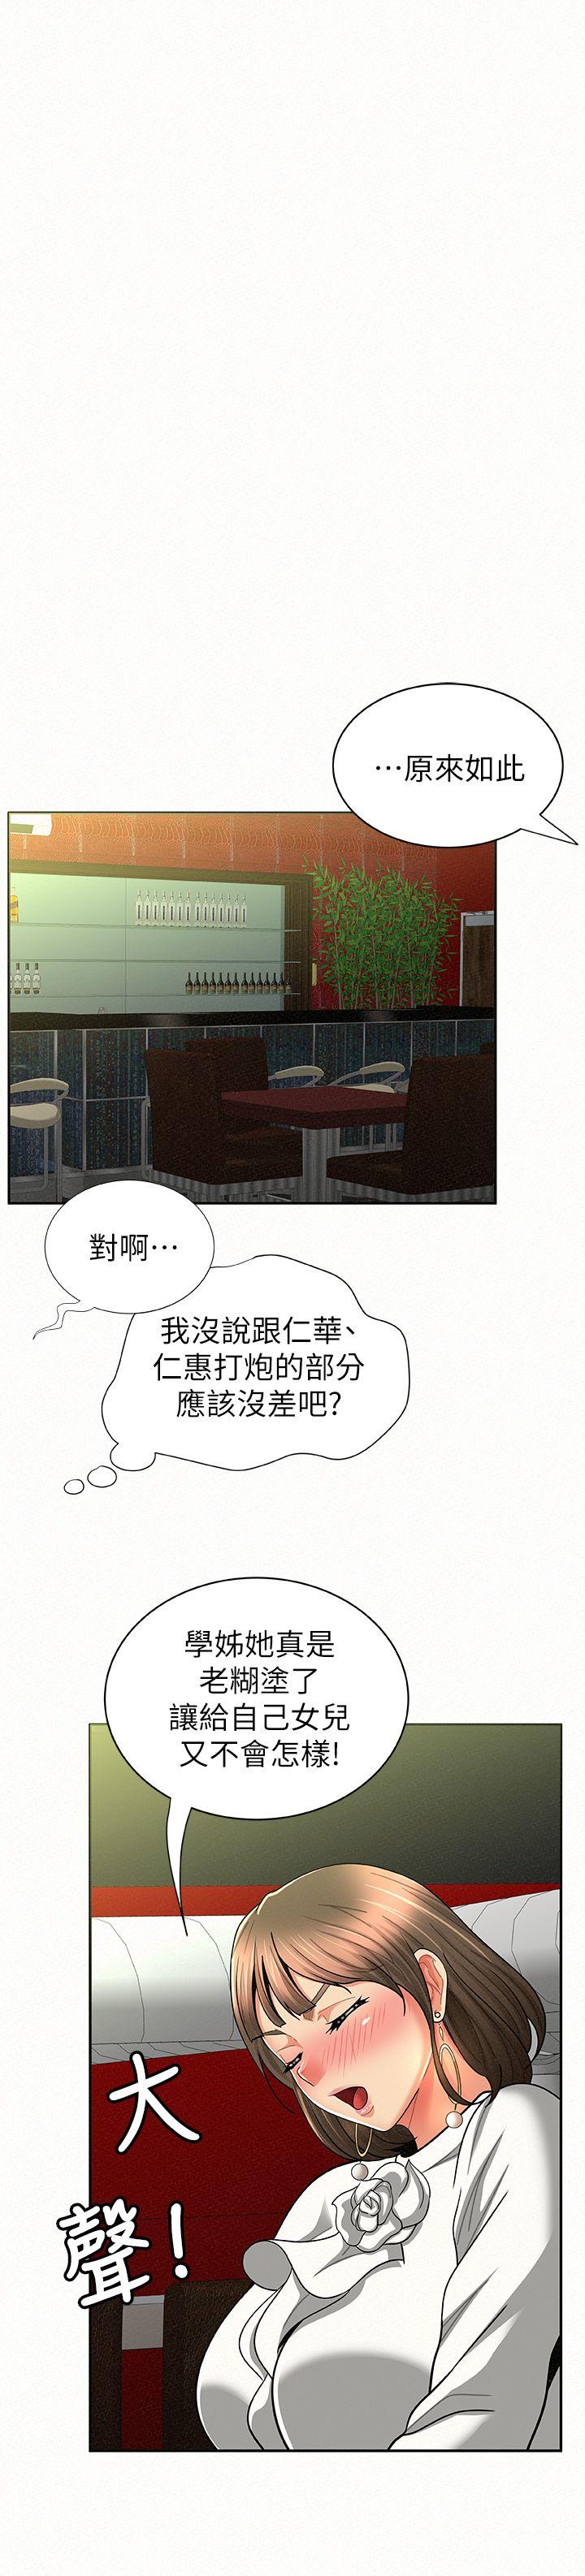 …原來如此
對啊…
我沒說跟仁華、
仁惠打炮的部分
應該沒差吧?
學姊她真是
老糊塗了
讓給自己女兒
又不會怎樣!
大
聲!